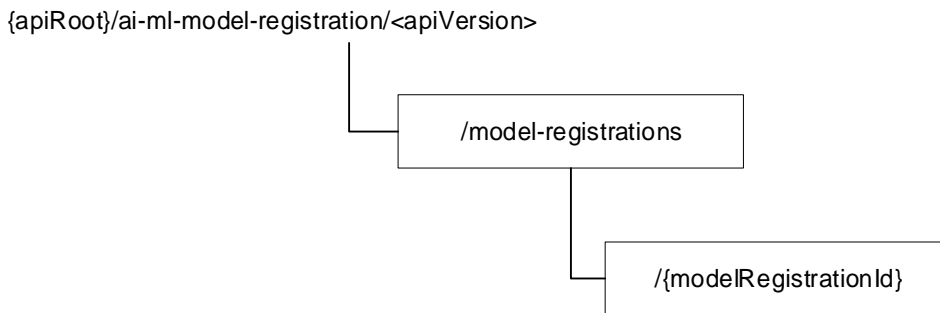 {apiRoot}/ai-ml-model-registration/<apiVersion>
/model-registrations
/{modelRegistrationId}